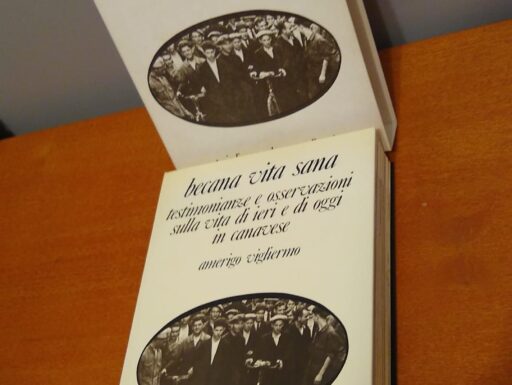 becana vita sana
testimonianze e osservazioni
sulla vita di ieri e di oggi
in canavese
amerigo vigliermo